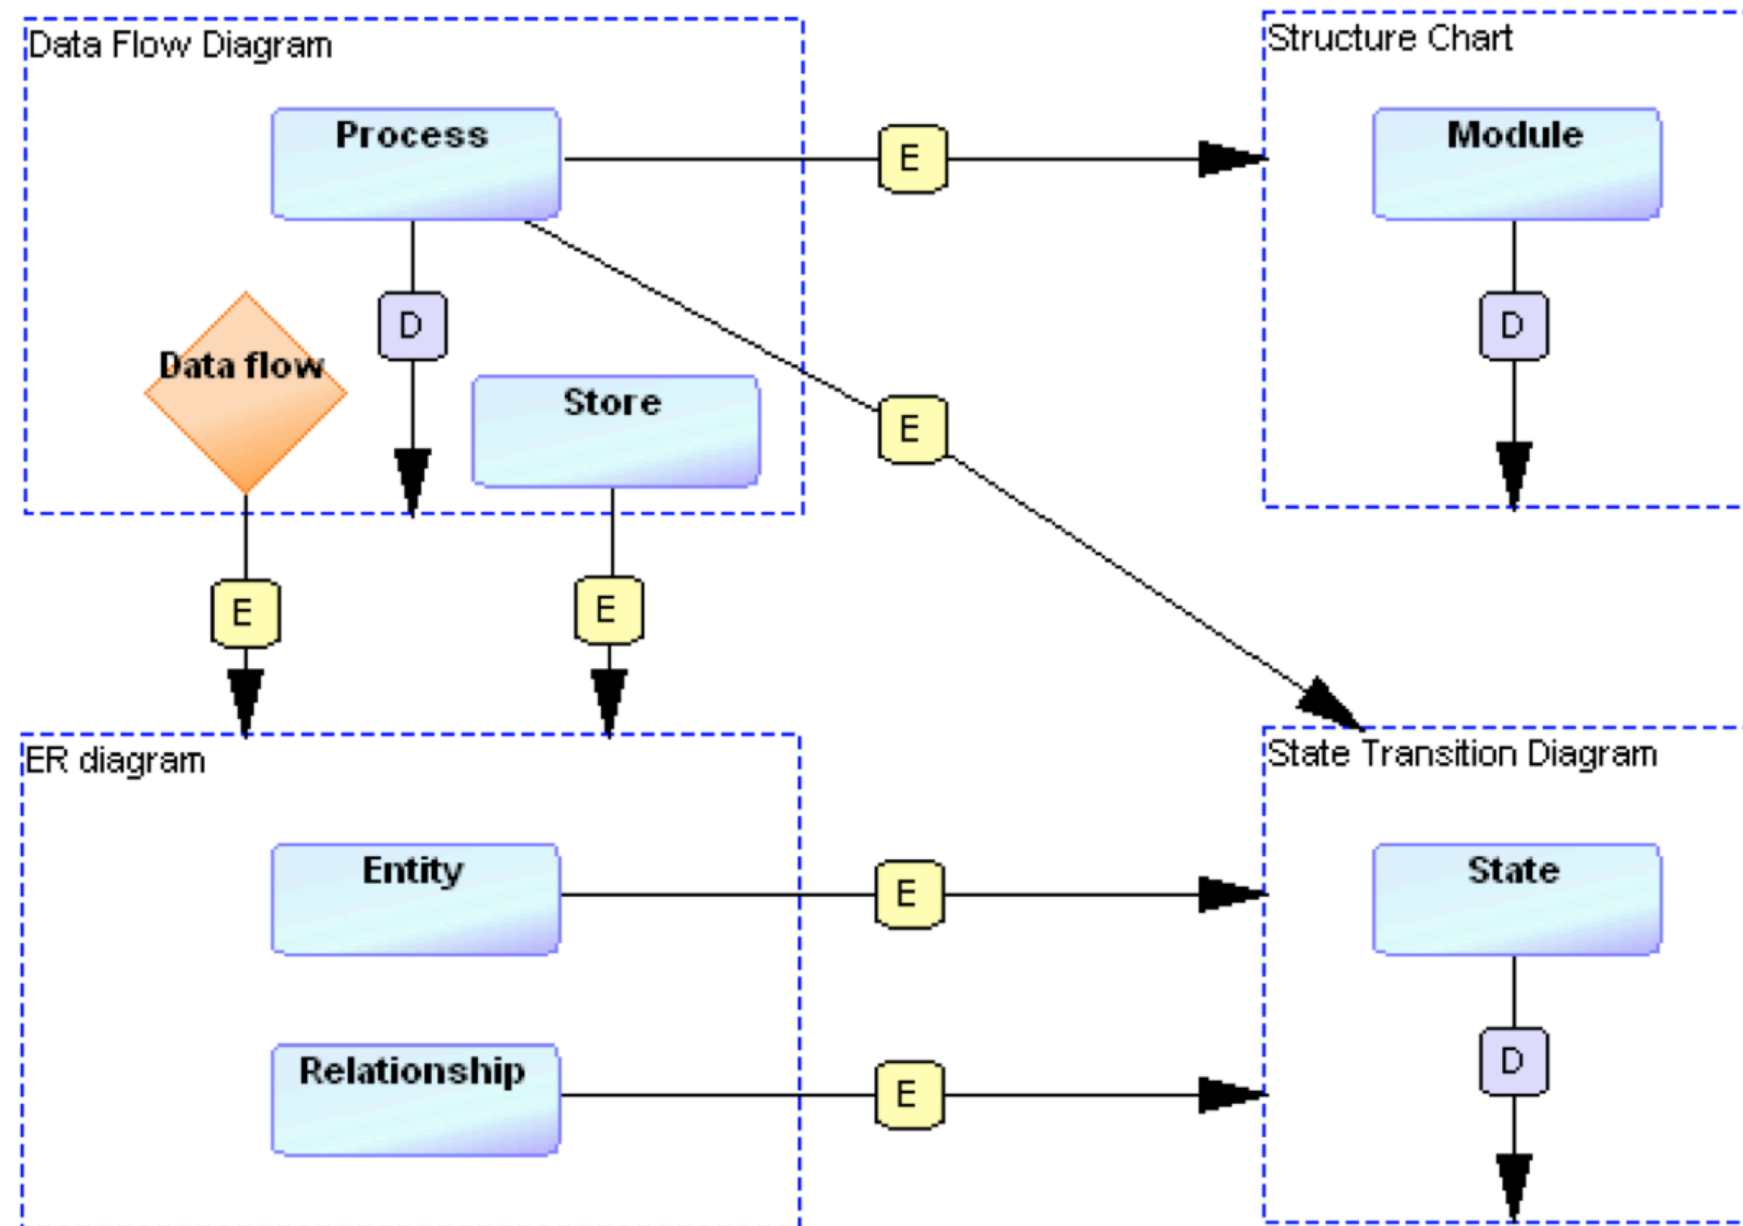 Data Flow Diagram
Structure Chart
Process
E
Module
D
D
Data flow
Store
E
E
E
ER diagram
State Transition Diagram
Entity
E
State
Relationship
E
D